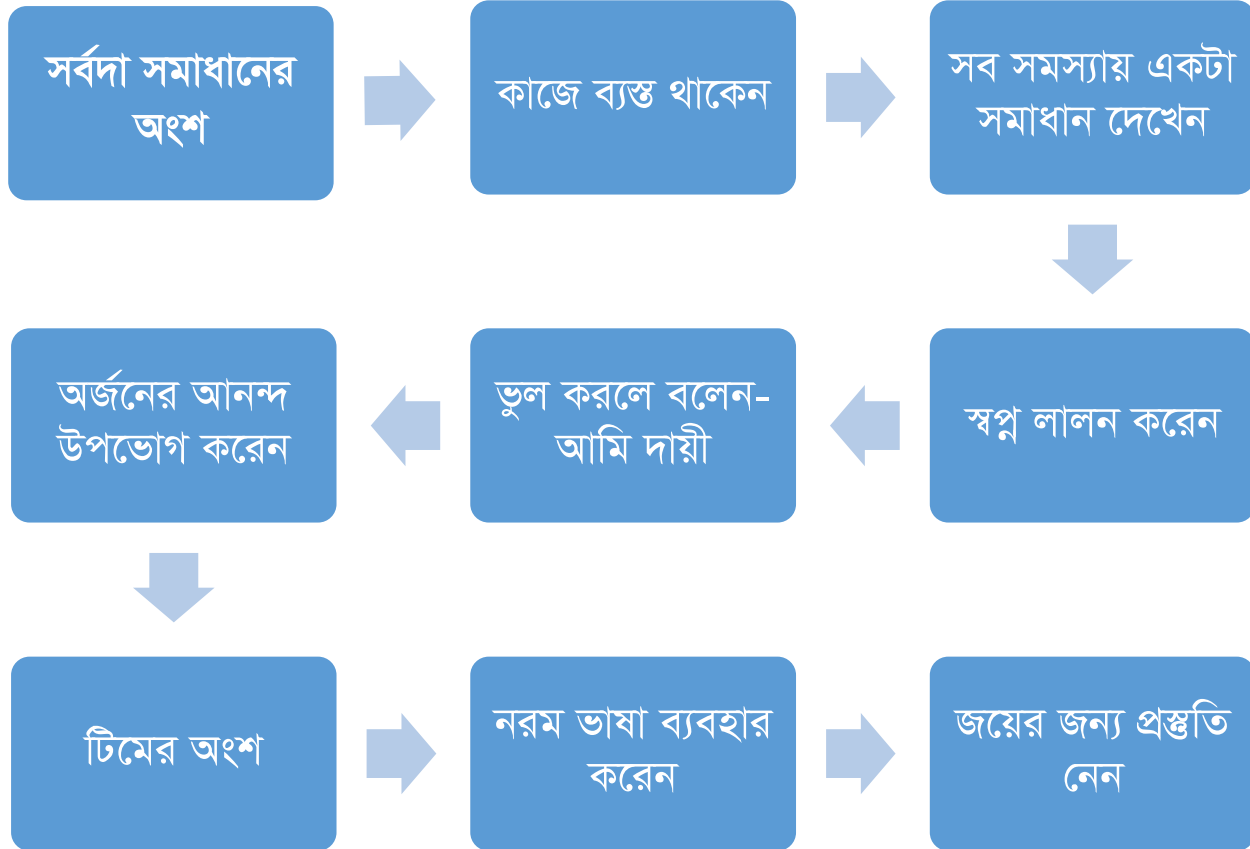 সর্বদা সমাধানের
অংশ
কাজে ব্যস্ত থাকেন
সব সমস্যায় একটা
সমাধান দেখেন
স্বপ্ন লালন করেন
ভুল করলে বলেন-
আমি দায়ী
অর্জনের আনন্দ
উপভোগ করেন
টিমের অংশ
নরম ভাষা ব্যবহার
করেন
জয়ের জন্য প্রস্তুতি
নেন